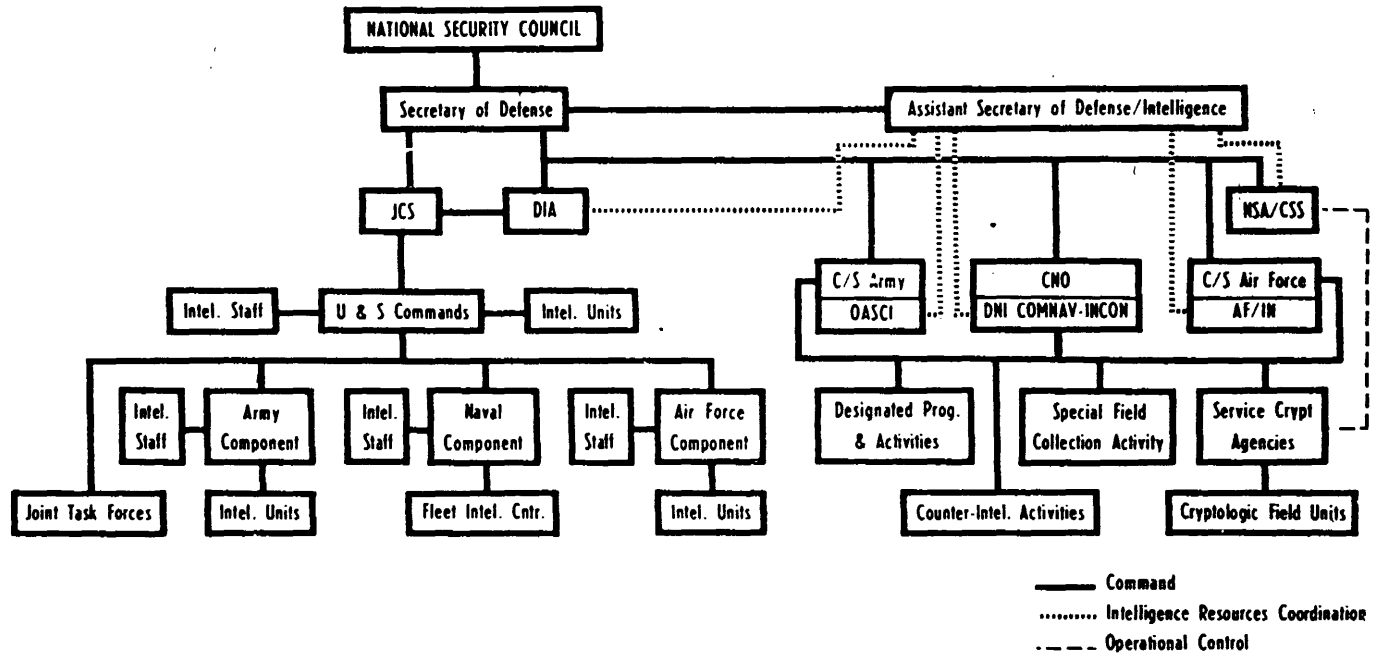 NATIONAL SECURITY COUNCIL
Secretary of Defense
Assistant Secretary of Defense/Intelligence
JCS
DIA
NSA/CSS
C/S Army
OASCI
CNO
DNI COMNAV-INCON
C/S Air Force
AF/IN
Intel. Staff
U & S Commands
Intel. Units
Intel.
Staff
Army
Component
Intel.
Staff
Naval
Component
Intel.
Staff
Air Force
Component
Designated Prog.
& Activities
Special Field
Collection Activity
Service Crypt
Agencies
Joint Task Forces
Intel. Units
Fleet Intel. Cntr.
Intel. Units
Counter-Intel. Activities
Cryptologic Field Units
Command
Intelligence Resources Coordination
Operational Control